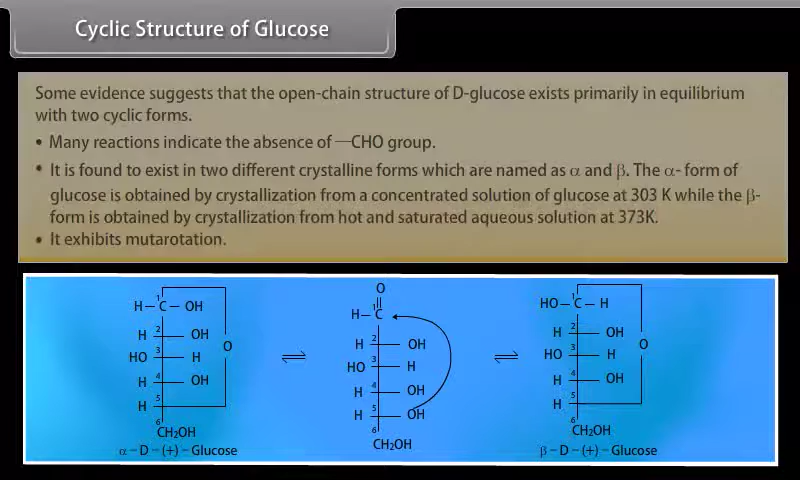 Cyclic Structure of Glucose
Some evidence suggests that the open-chain structure of D-glucose exists primarily in equilibrium
with two cyclic forms.
• Many reactions indicate the absence of —CHO group.
• It is found to exist in two different crystalline forms which are named as α and β. The α- form of
glucose is obtained by crystallization from a concentrated solution of glucose at 303 K while the β-
form is obtained by crystallization from hot and saturated aqueous solution at 373K.
• It exhibits mutarotation.
H – 1C – OH
H 2 OH
HO 3 H
H 4 OH
H 5
O
6
CH2OH
α – D – (+) – Glucose
⇌
O
H – 1C
H 2 OH
HO 3 H
H 4 OH
H 5 OH
6
CH2OH
⇌
HO – 1C – H
H 2 OH
HO 3 H
H 4 OH
H 5
O
6
CH2OH
β – D – (+) – Glucose